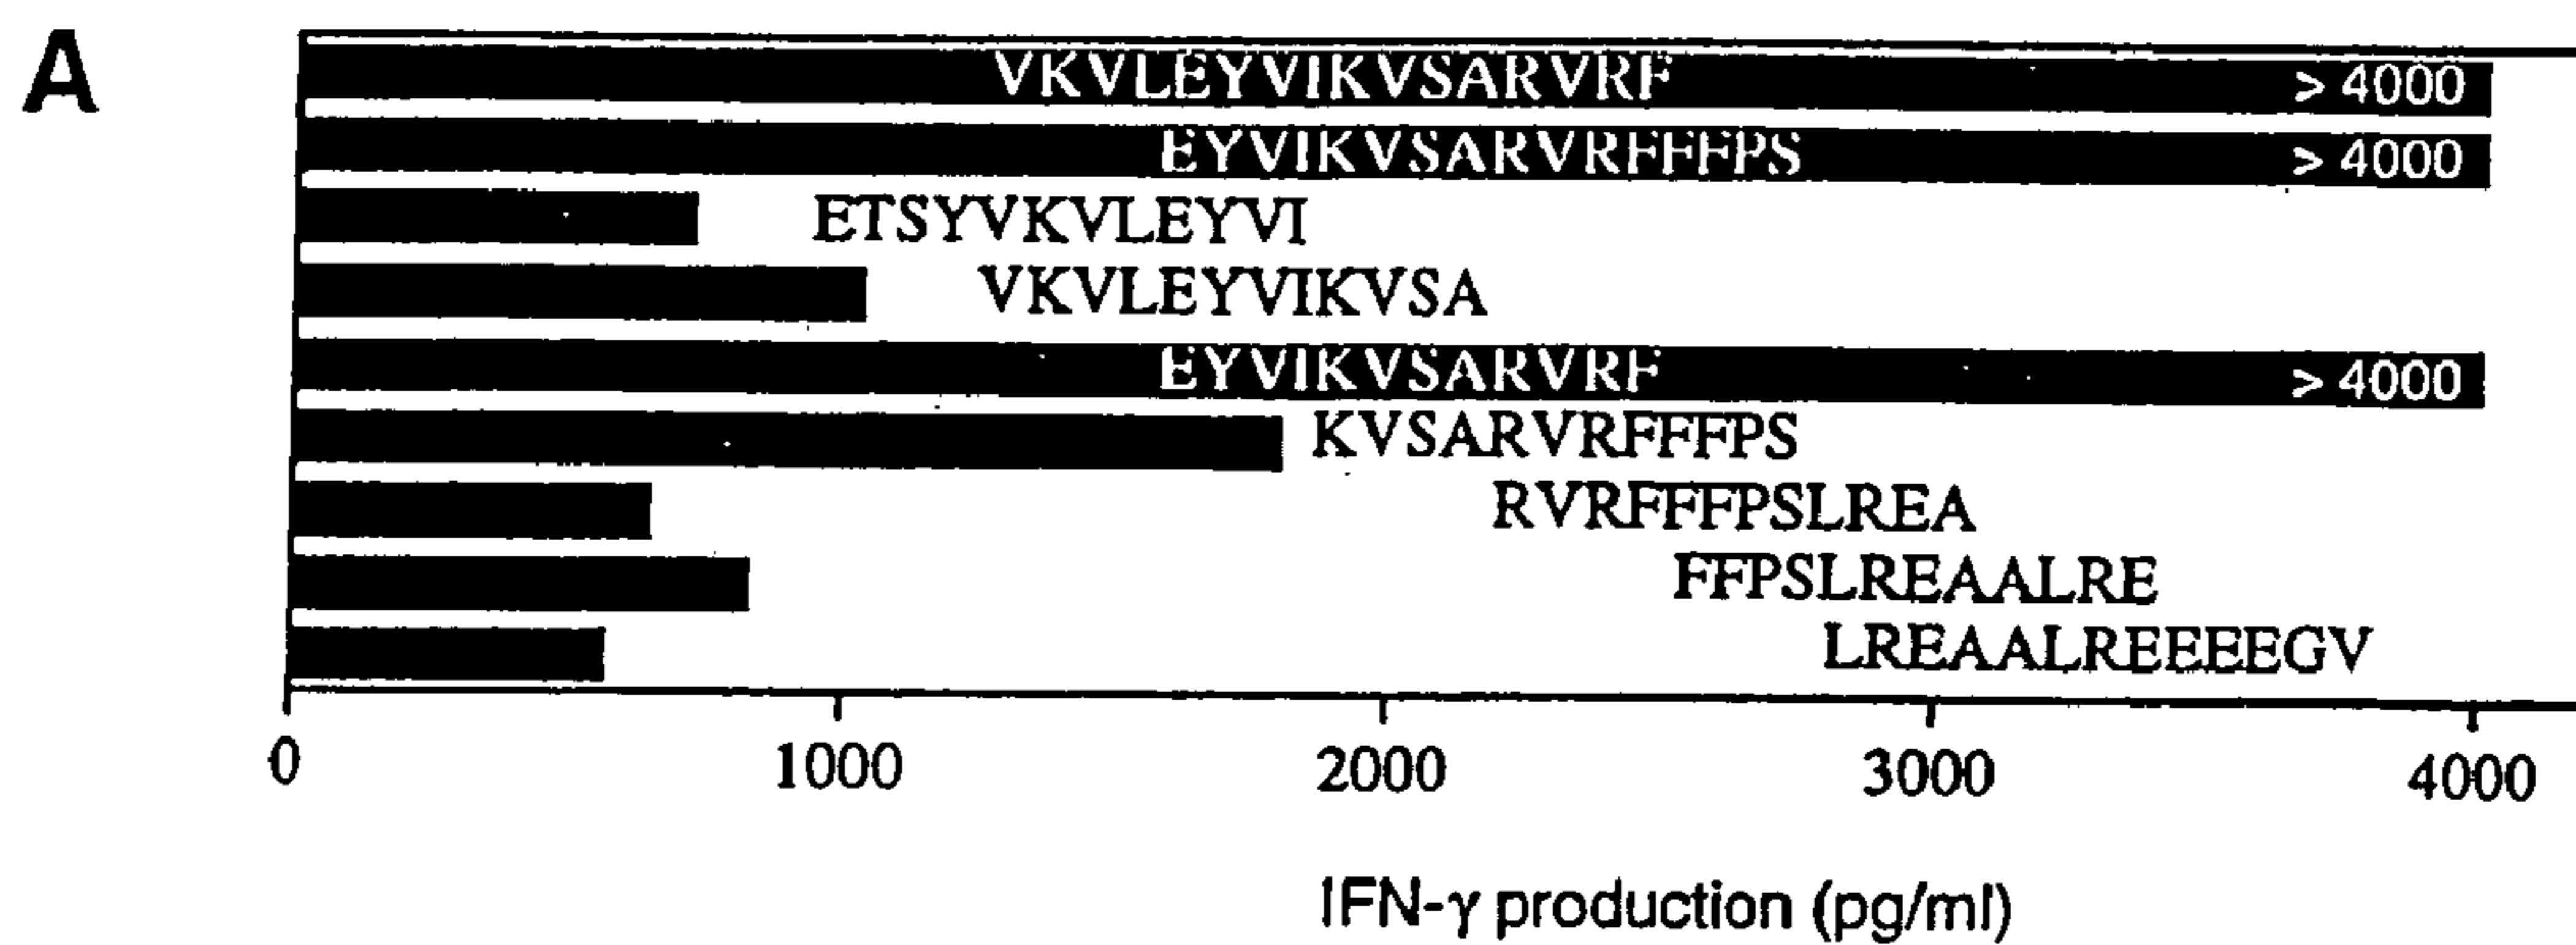 A
VKVLEYVIKVSARVRF > 4000
EYVIKVSARVRFFFPS > 4000
ETSYVKVLEYVI
VKVLEYVIKVSA
EYVIKVSARVRF > 4000
KVSARVRFFFPS
RVRFFFPSLREA
FFPSLREAALRE
LREAALREEEEGV
0 1000 2000 3000 4000
IFN-γ production (pg/ml)